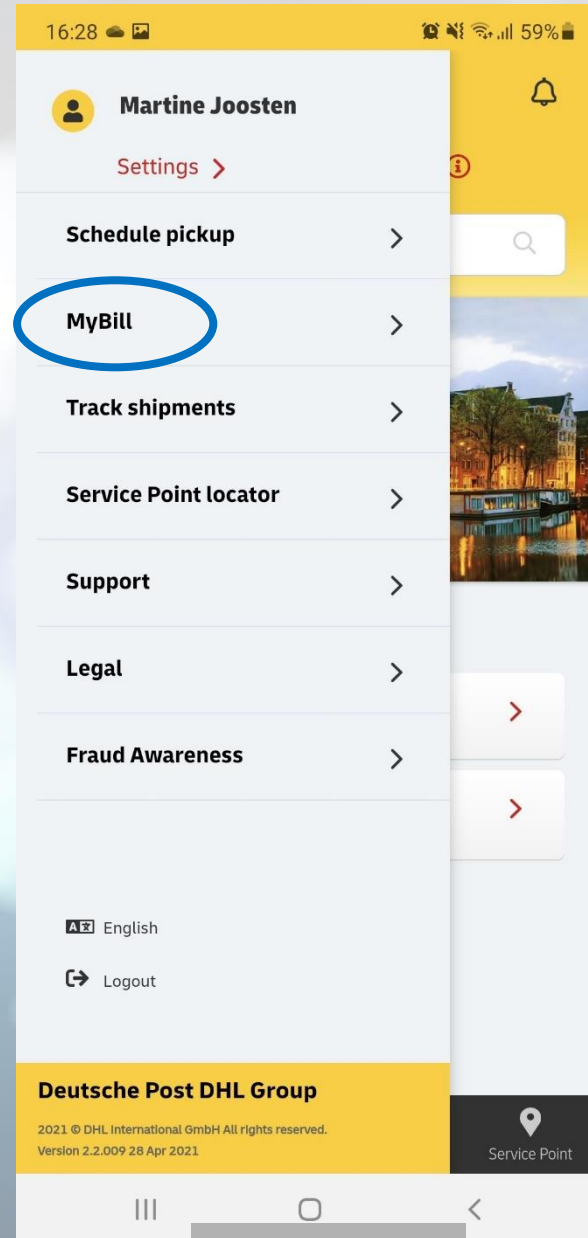 16:28 59%
Martine Joosten
Settings
Schedule pickup
MyBill
Track shipments
Service Point locator
Support
Legal
Fraud Awareness
English
Logout
Deutsche Post DHL Group
2021 © DHL International GmbH All rights reserved.
Version 2.2.009 28 Apr 2021
Service Point